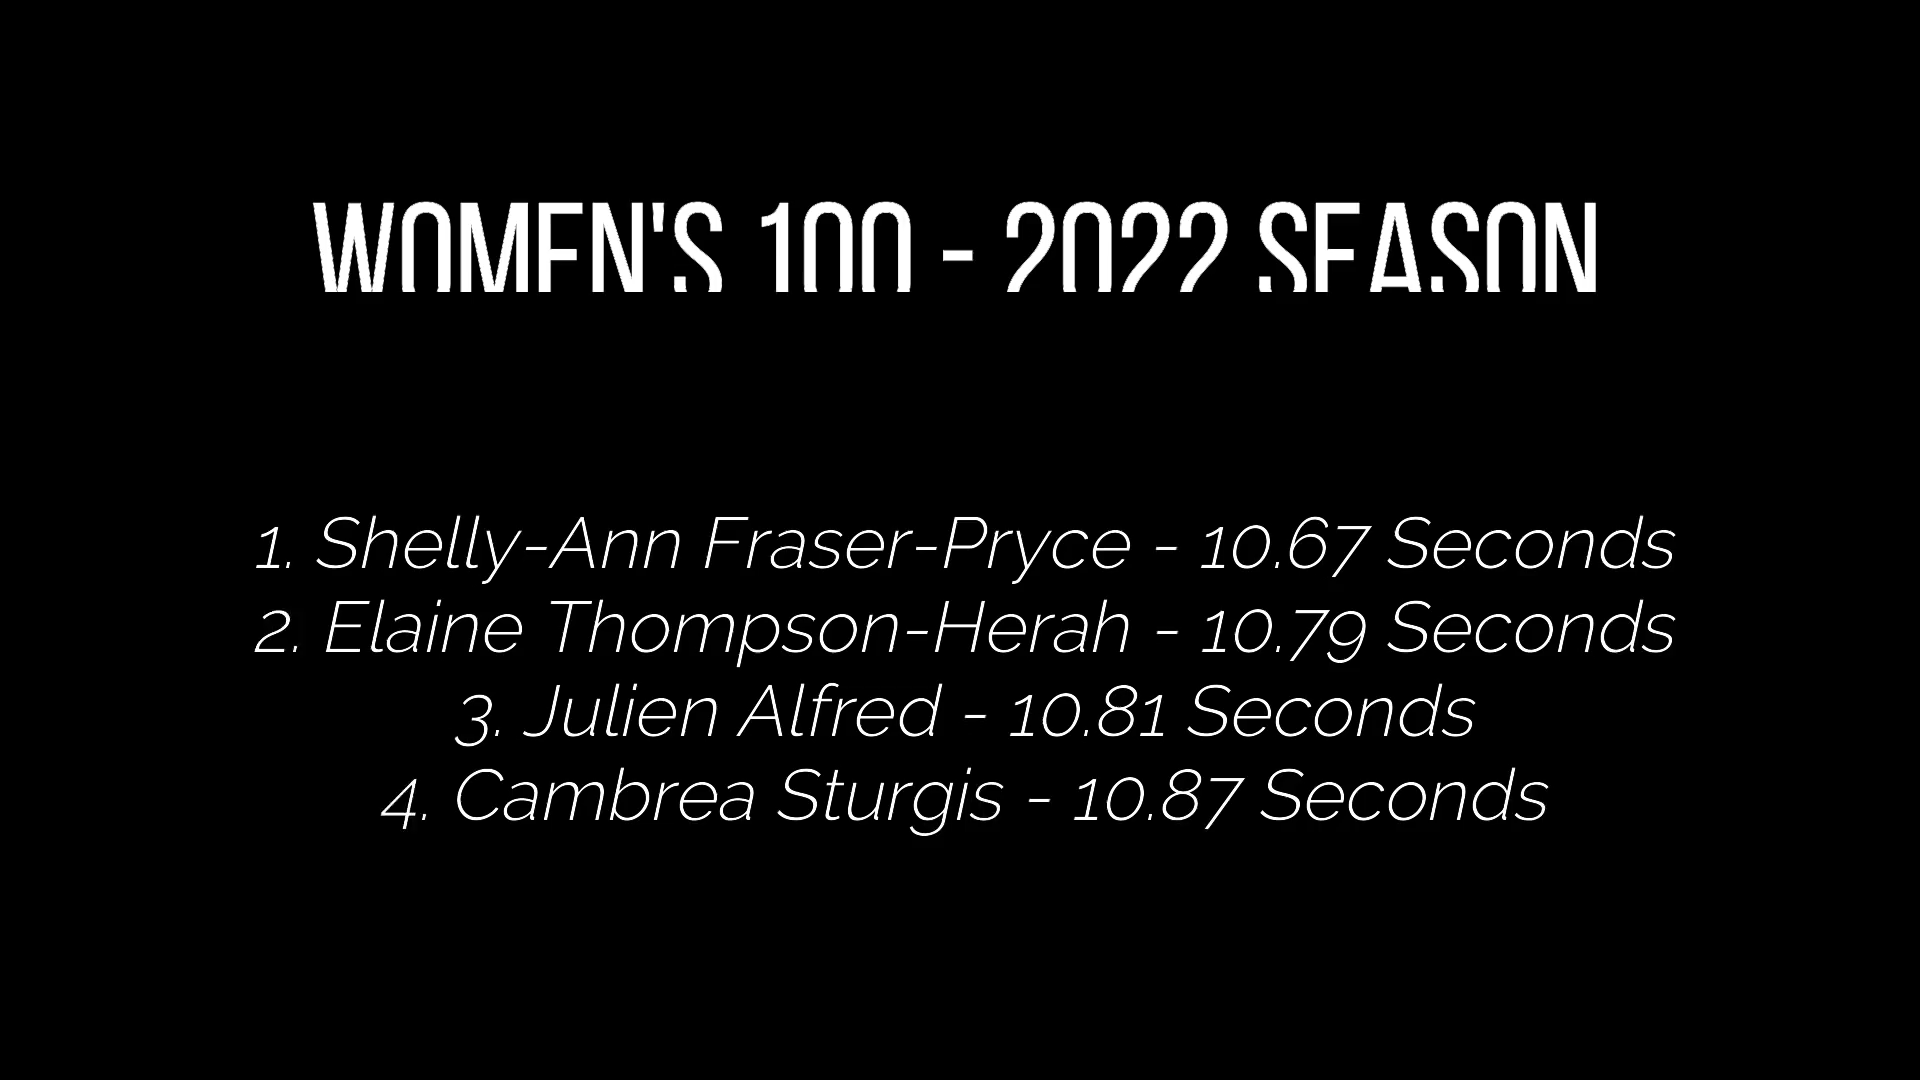 WOMEN'S 100 - 2022 SEASON
1. Shelly-Ann Fraser-Pryce - 10.67 Seconds
2. Elaine Thompson-Herah - 10.79 Seconds
3. Julien Alfred - 10.81 Seconds
4. Cambrea Sturgis - 10.87 Seconds